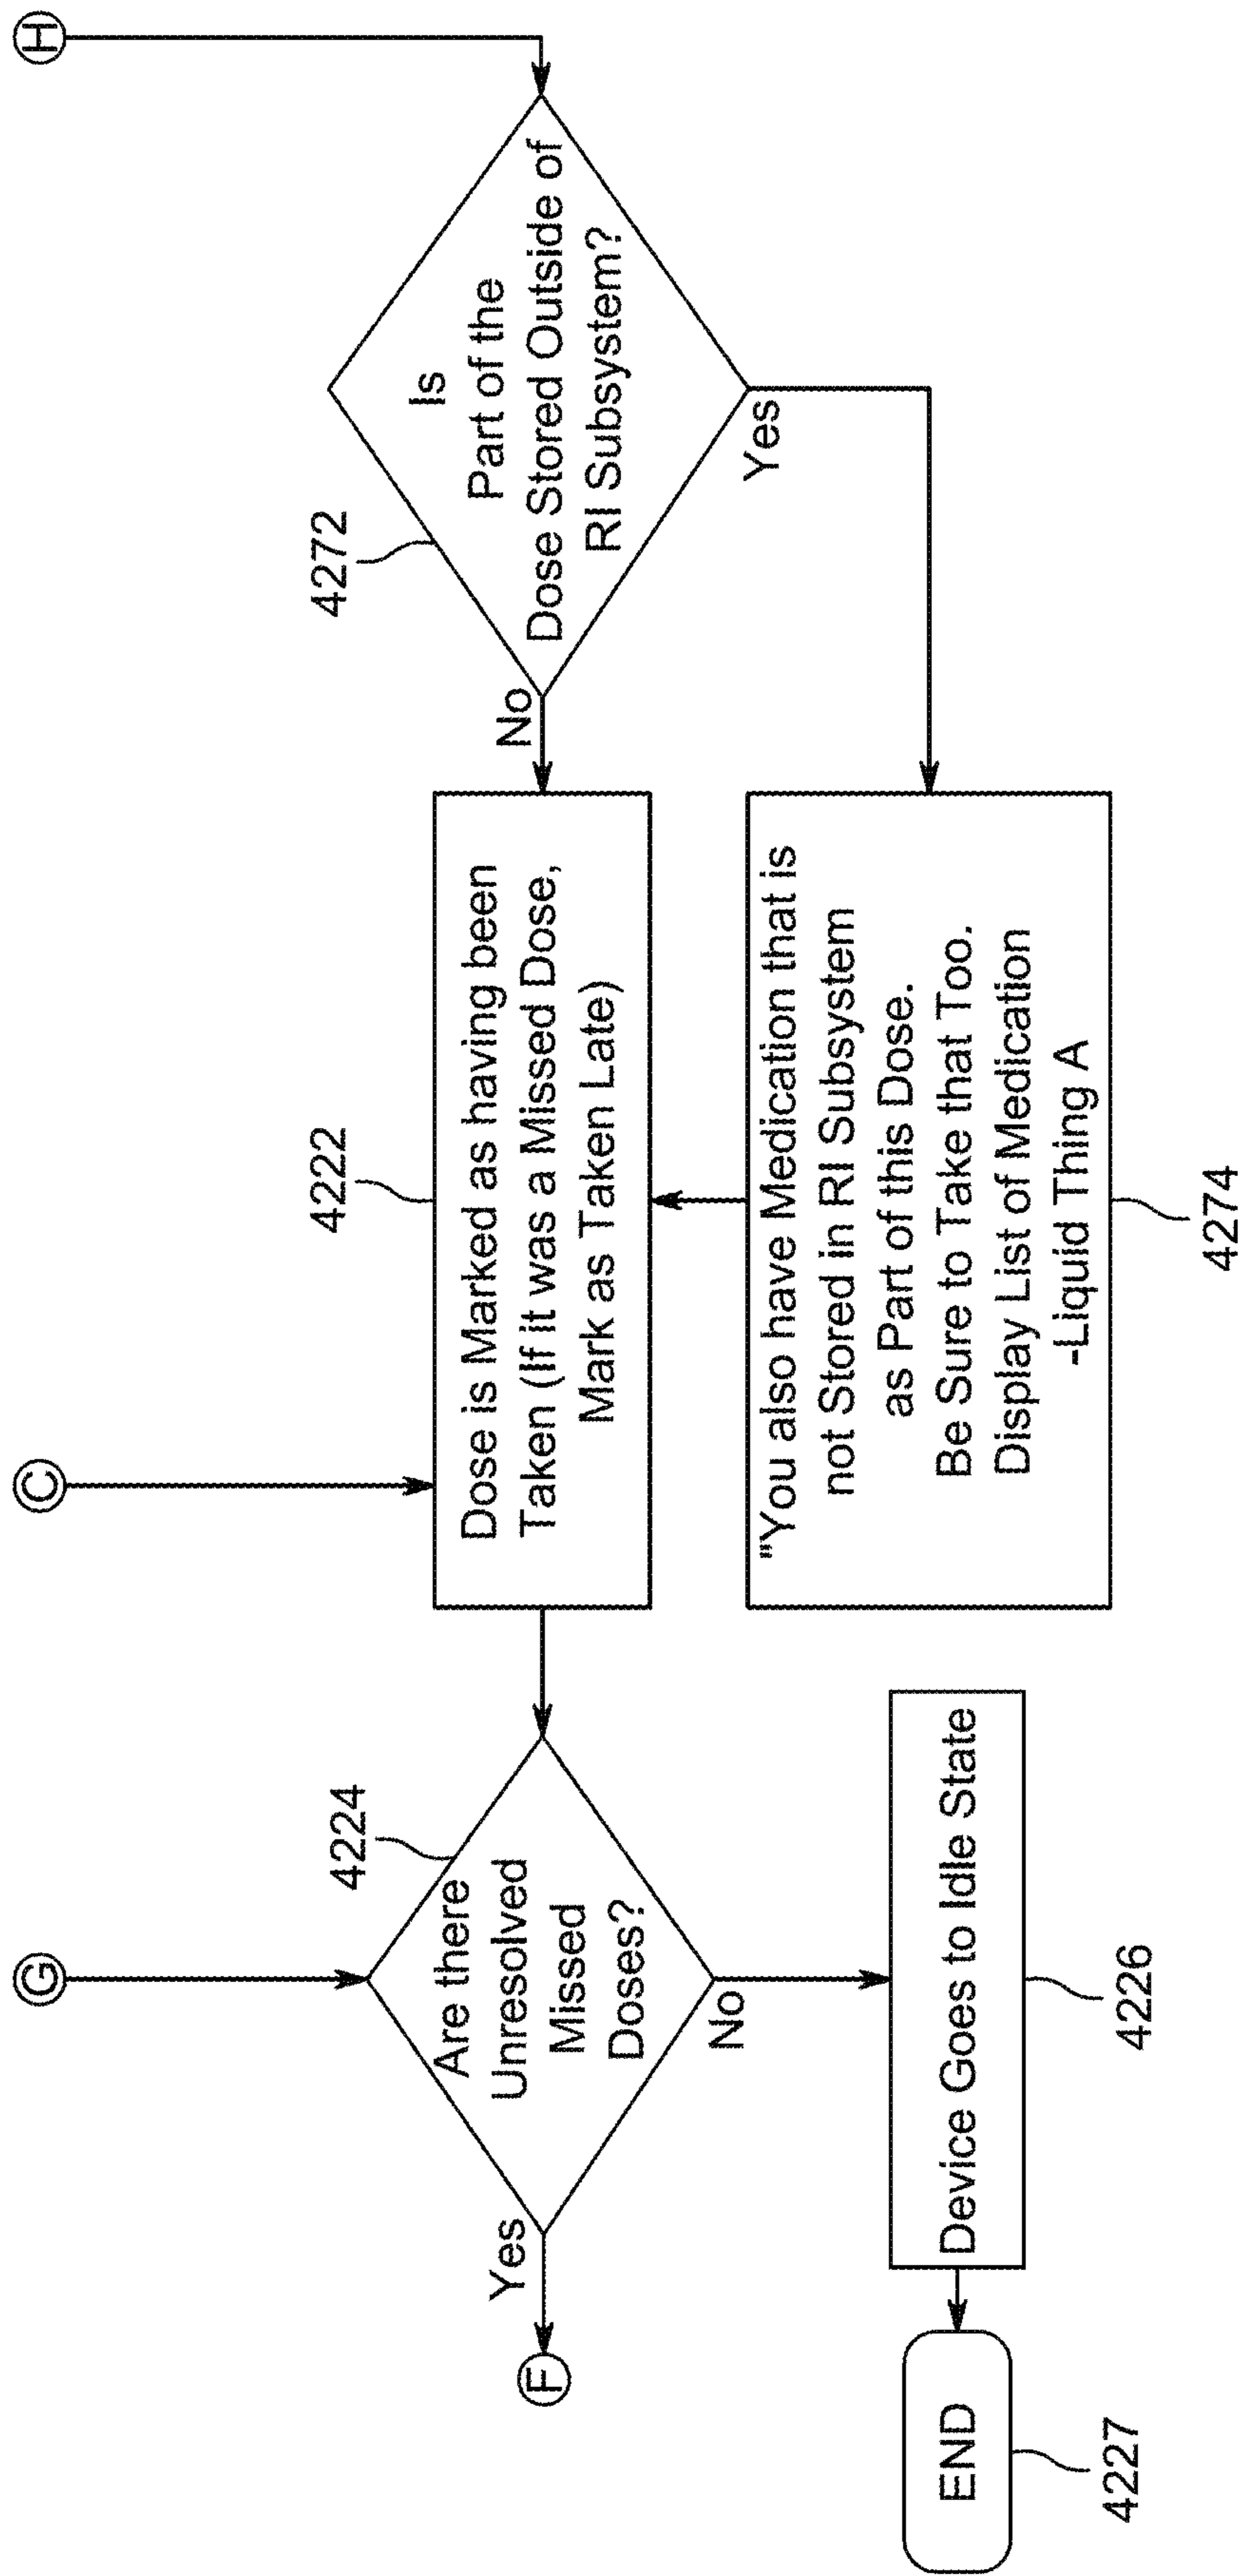 G
C
H
4224
Are there
Unresolved
Missed
Doses?
Yes
No
F
4222
Dose is Marked as having been
Taken (If it was a Missed Dose,
Mark as Taken Late)
4272
Is
Part of the
Dose Stored Outside of
RI Subsystem?
No
Yes
Device Goes to Idle State
4226
END
4227
"You also have Medication that is
not Stored in RI Subsystem
as Part of this Dose.
Be Sure to Take that Too.
Display List of Medication
-Liquid Thing A
4274